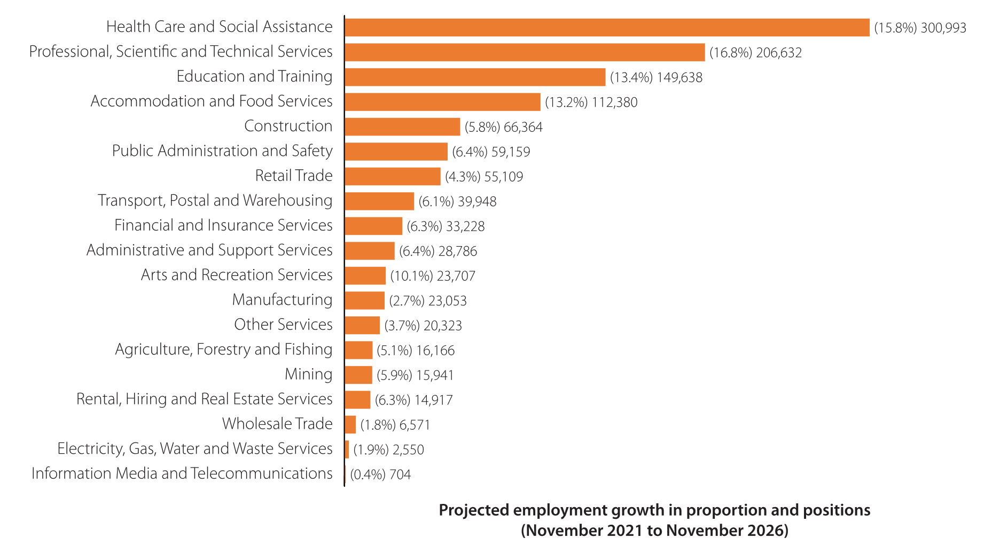 Health Care and Social Assistance (15.8%) 300,993
Professional, Scientific and Technical Services (16.8%) 206,632
Education and Training (13.4%) 149,638
Accommodation and Food Services (13.2%) 112,380
Construction (5.8%) 66,364
Public Administration and Safety (6.4%) 59,159
Retail Trade (4.3%) 55,109
Transport, Postal and Warehousing (6.1%) 39,948
Financial and Insurance Services (6.3%) 33,228
Administrative and Support Services (6.4%) 28,786
Arts and Recreation Services (10.1%) 23,707
Manufacturing (2.7%) 23,053
Other Services (3.7%) 20,323
Agriculture, Forestry and Fishing (5.1%) 16,166
Mining (5.9%) 15,941
Rental, Hiring and Real Estate Services (6.3%) 14,917
Wholesale Trade (1.8%) 6,571
Electricity, Gas, Water and Waste Services (1.9%) 2,550
Information Media and Telecommunications (0.4%) 704
Projected employment growth in proportion and positions
(November 2021 to November 2026)